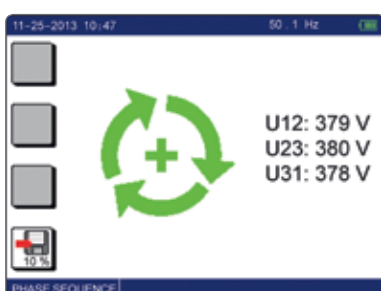 11-25-2013 10:47 50.1 Hz
U12: 379 V
U23: 380 V
U31: 378 V
10 %
PHASE SEQUENCE